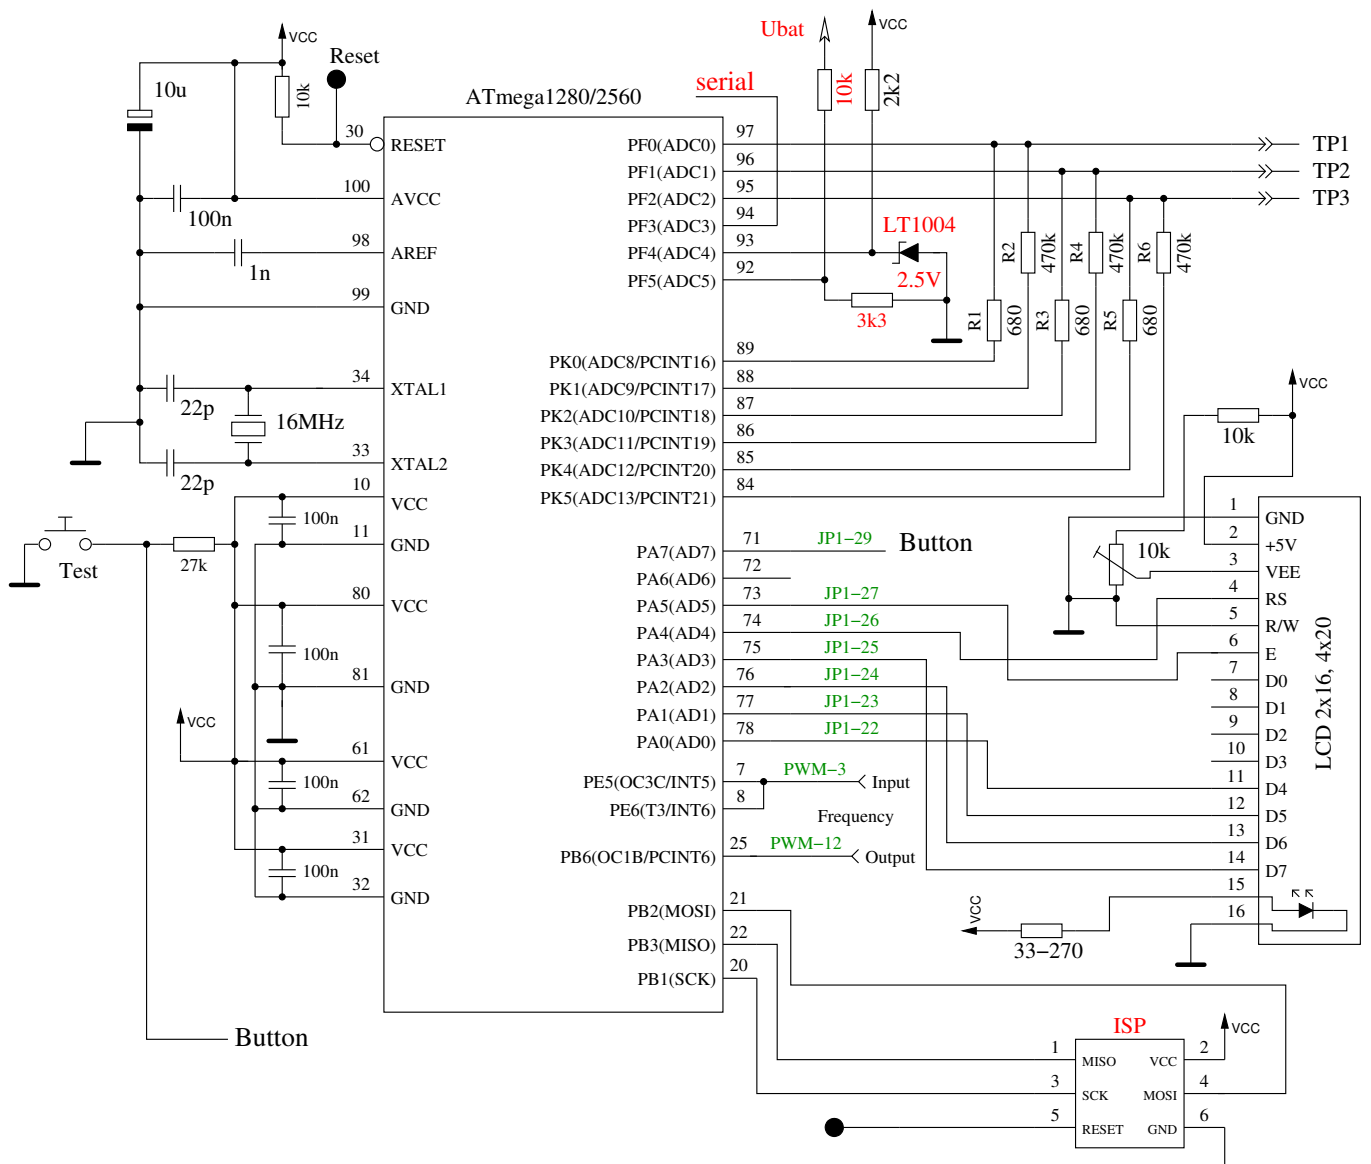 Ubat
VCC
VCC
Reset
10u
10k
serial
10k
2k2
ATmega1280/2560
30
RESET
100
AVCC
100n
98
AREF
1n
99
GND
34
XTAL1
22p
16MHz
33
XTAL2
22p
10
VCC
100n
11
GND
Test
27k
80
VCC
100n
81
GND
VCC
61
VCC
100n
62
GND
31
VCC
100n
32
GND
Button
PF0(ADC0)
97
TP1
PF1(ADC1)
96
TP2
PF2(ADC2)
95
TP3
PF3(ADC3)
94
PF4(ADC4)
93
PF5(ADC5)
92
LT1004
2.5V
3k3
R2
470k
R4
470k
R6
470k
R1
680
R3
680
R5
680
PK0(ADC8/PCINT16)
89
PK1(ADC9/PCINT17)
88
PK2(ADC10/PCINT18)
87
PK3(ADC11/PCINT19)
86
PK4(ADC12/PCINT20)
85
PK5(ADC13/PCINT21)
84
PA7(AD7)
71
JP1−29
Button
PA6(AD6)
72
PA5(AD5)
73
JP1−27
PA4(AD4)
74
JP1−26
PA3(AD3)
75
JP1−25
PA2(AD2)
76
JP1−24
PA1(AD1)
77
JP1−23
PA0(AD0)
78
JP1−22
PE5(OC3C/INT5)
7
PWM−3
Input
PE6(T3/INT6)
8
Frequency
PB6(OC1B/PCINT6)
25
PWM−12
Output
PB2(MOSI)
21
PB3(MISO)
22
PB1(SCK)
20
VCC
10k
10k
1
GND
2
+5V
3
VEE
4
RS
5
R/W
6
E
7
D0
8
D1
9
D2
10
D3
11
D4
12
D5
13
D6
14
D7
15
16
LCD 2x16, 4x20
VCC
33−270
ISP
VCC
1
MISO
VCC
2
3
SCK
MOSI
4
5
RESET
GND
6